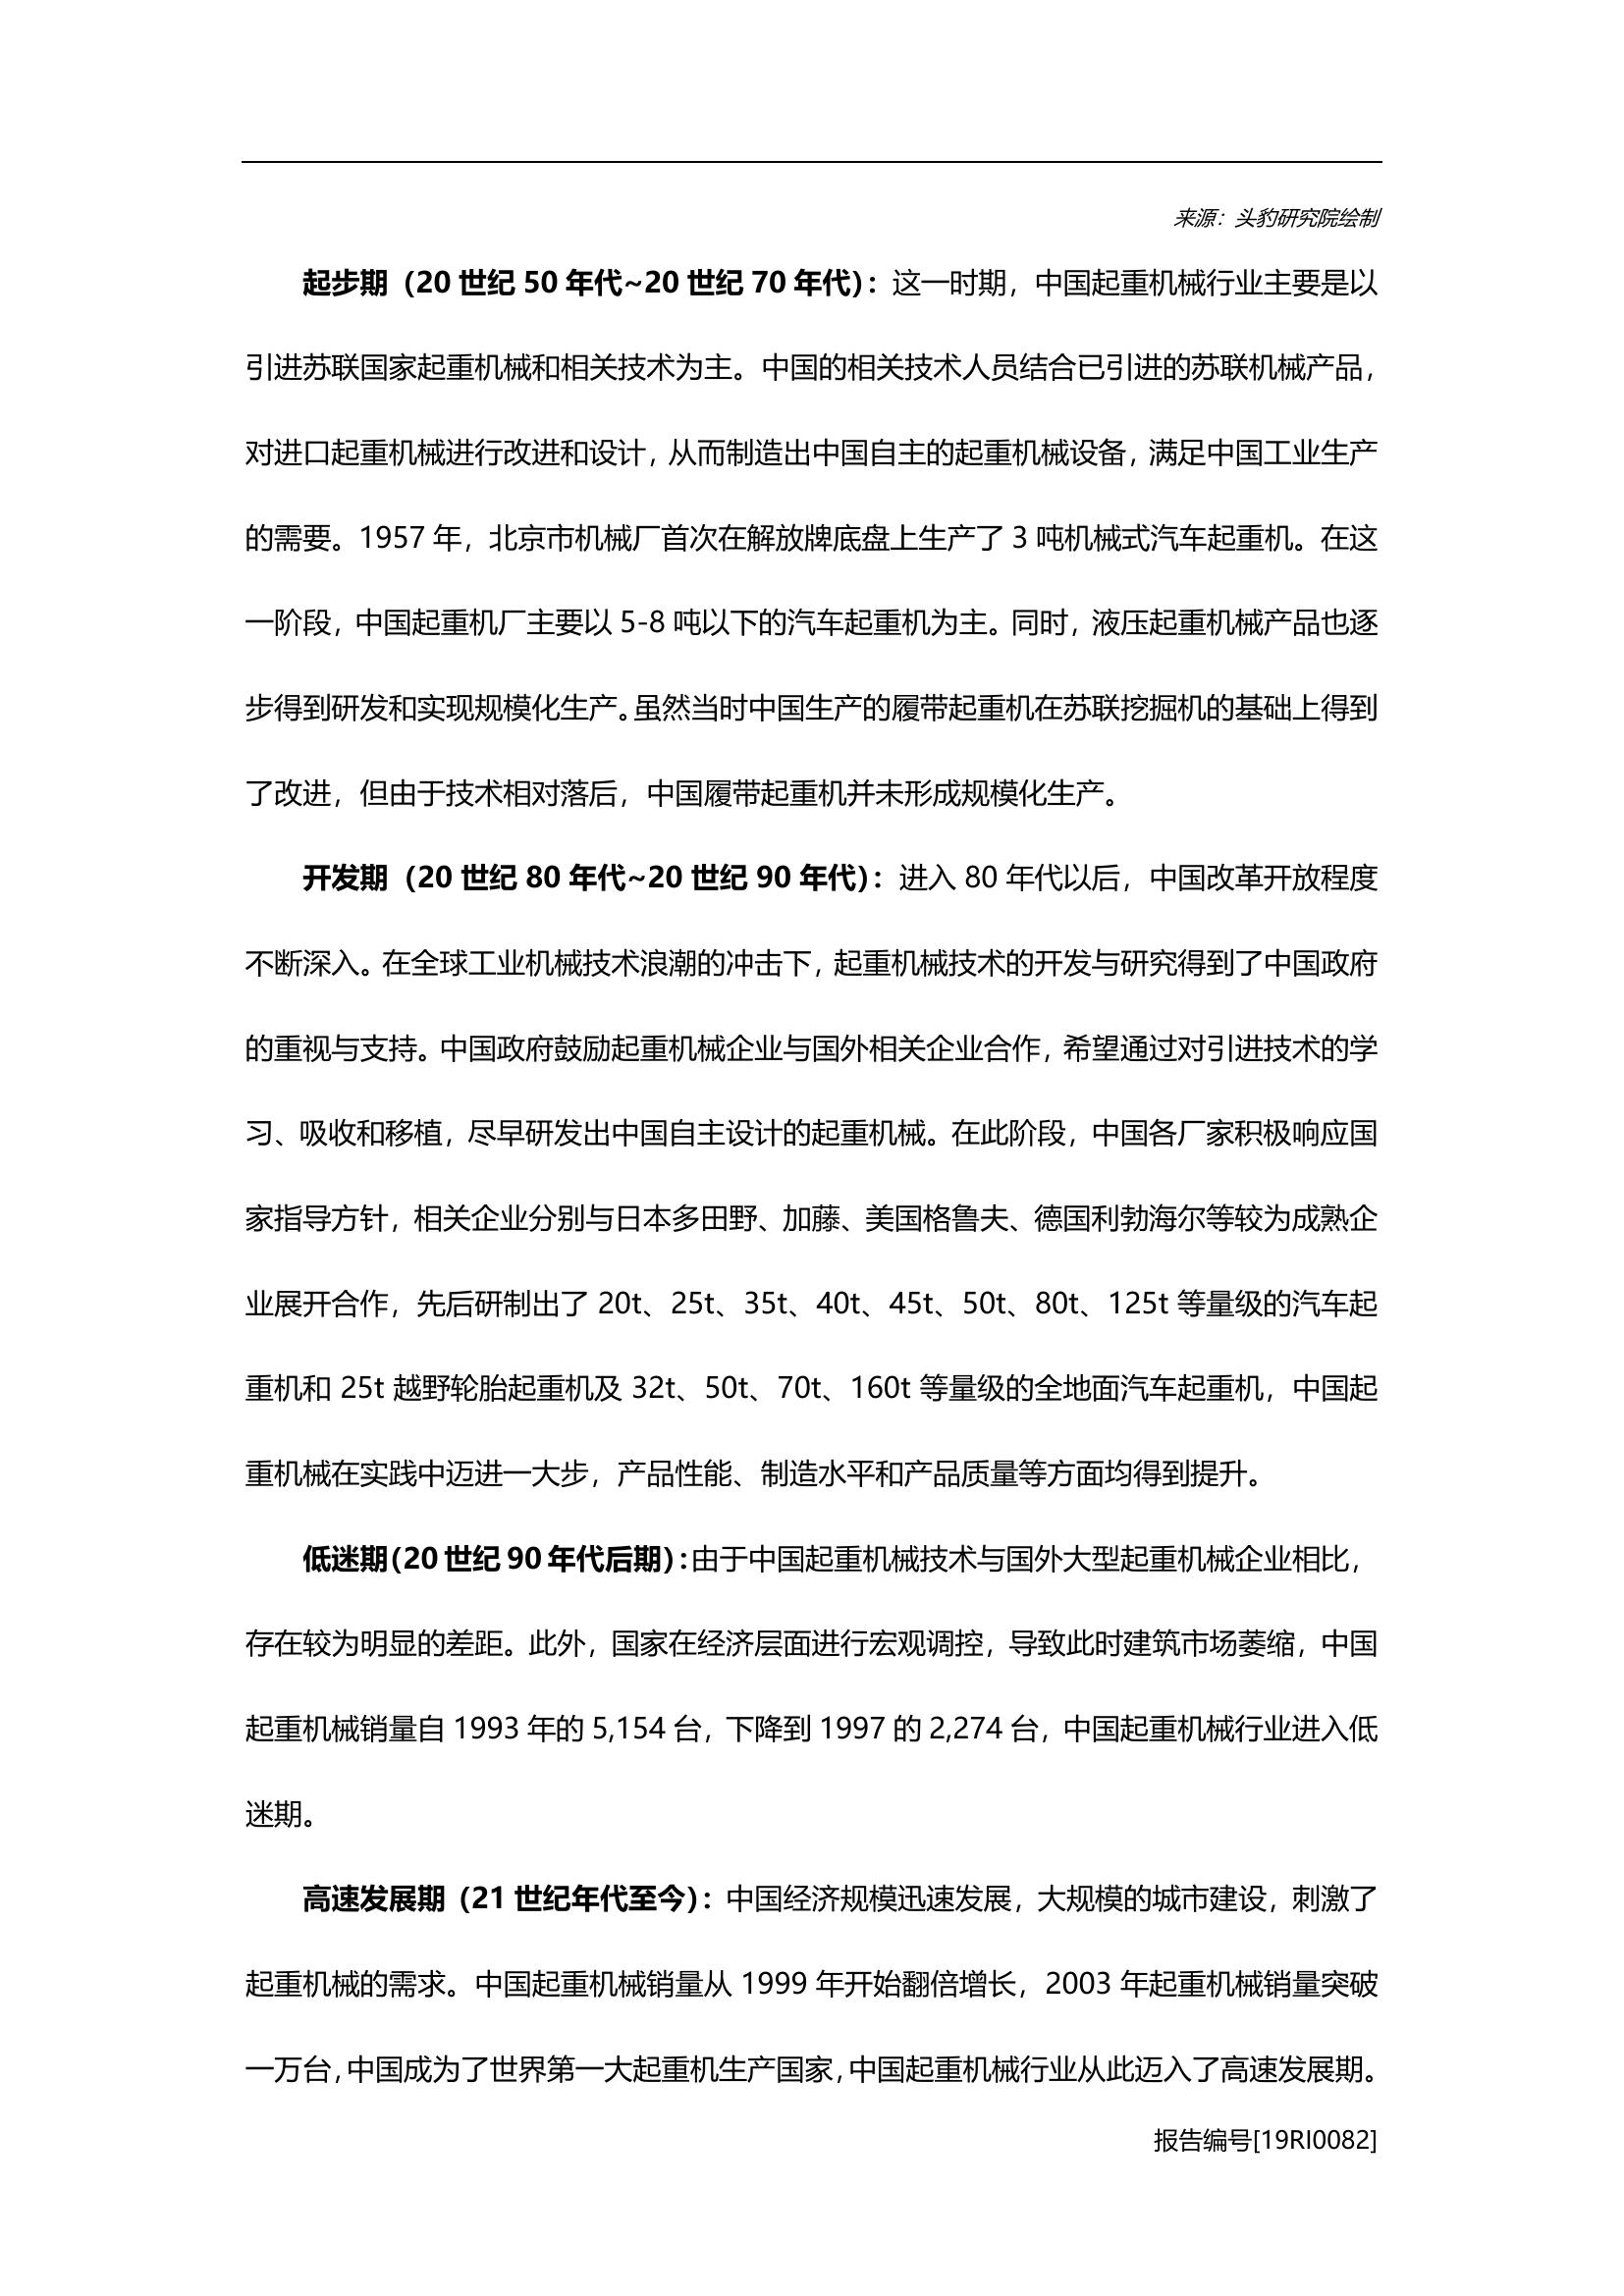 来源：头豹研究院绘制
起步期（20 世纪 50 年代~20 世纪 70 年代）：这一时期，中国起重机械行业主要是以
引进苏联国家起重机械和相关技术为主。中国的相关技术人员结合已引进的苏联机械产品，
对进口起重机械进行改进和设计，从而制造出中国自主的起重机械设备，满足中国工业生产
的需要。1957 年，北京市机械厂首次在解放牌底盘上生产了 3 吨机械式汽车起重机。在这
一阶段，中国起重机厂主要以 5-8 吨以下的汽车起重机为主。同时，液压起重机械产品也逐
步得到研发和实现规模化生产。虽然当时中国生产的履带起重机在苏联挖掘机的基础上得到
了改进，但由于技术相对落后，中国履带起重机并未形成规模化生产。
开发期（20 世纪 80 年代~20 世纪 90 年代）：进入 80 年代以后，中国改革开放程度
不断深入。在全球工业机械技术浪潮的冲击下，起重机械技术的开发与研究得到了中国政府
的重视与支持。中国政府鼓励起重机械企业与国外相关企业合作，希望通过对引进技术的学
习、吸收和移植，尽早研发出中国自主设计的起重机械。在此阶段，中国各厂家积极响应国
家指导方针，相关企业分别与日本多田野、加藤、美国格鲁夫、德国利勃海尔等较为成熟企
业展开合作，先后研制出了 20t、25t、35t、40t、45t、50t、80t、125t 等量级的汽车起
重机和 25t 越野轮胎起重机及 32t、50t、70t、160t 等量级的全地面汽车起重机，中国起
重机械在实践中迈进一大步，产品性能、制造水平和产品质量等方面均得到提升。
低迷期（20 世纪 90 年代后期）：由于中国起重机械技术与国外大型起重机械企业相比，
存在较为明显的差距。此外，国家在经济层面进行宏观调控，导致此时建筑市场萎缩，中国
起重机械销量自 1993 年的 5,154 台，下降到 1997 的 2,274 台，中国起重机械行业进入低
迷期。
高速发展期（21 世纪年代至今）：中国经济规模迅速发展，大规模的城市建设，刺激了
起重机械的需求。中国起重机械销量从 1999 年开始翻倍增长，2003 年起重机械销量突破
一万台，中国成为了世界第一大起重机生产国家，中国起重机械行业从此迈入了高速发展期。
报告编号[19RI0082]